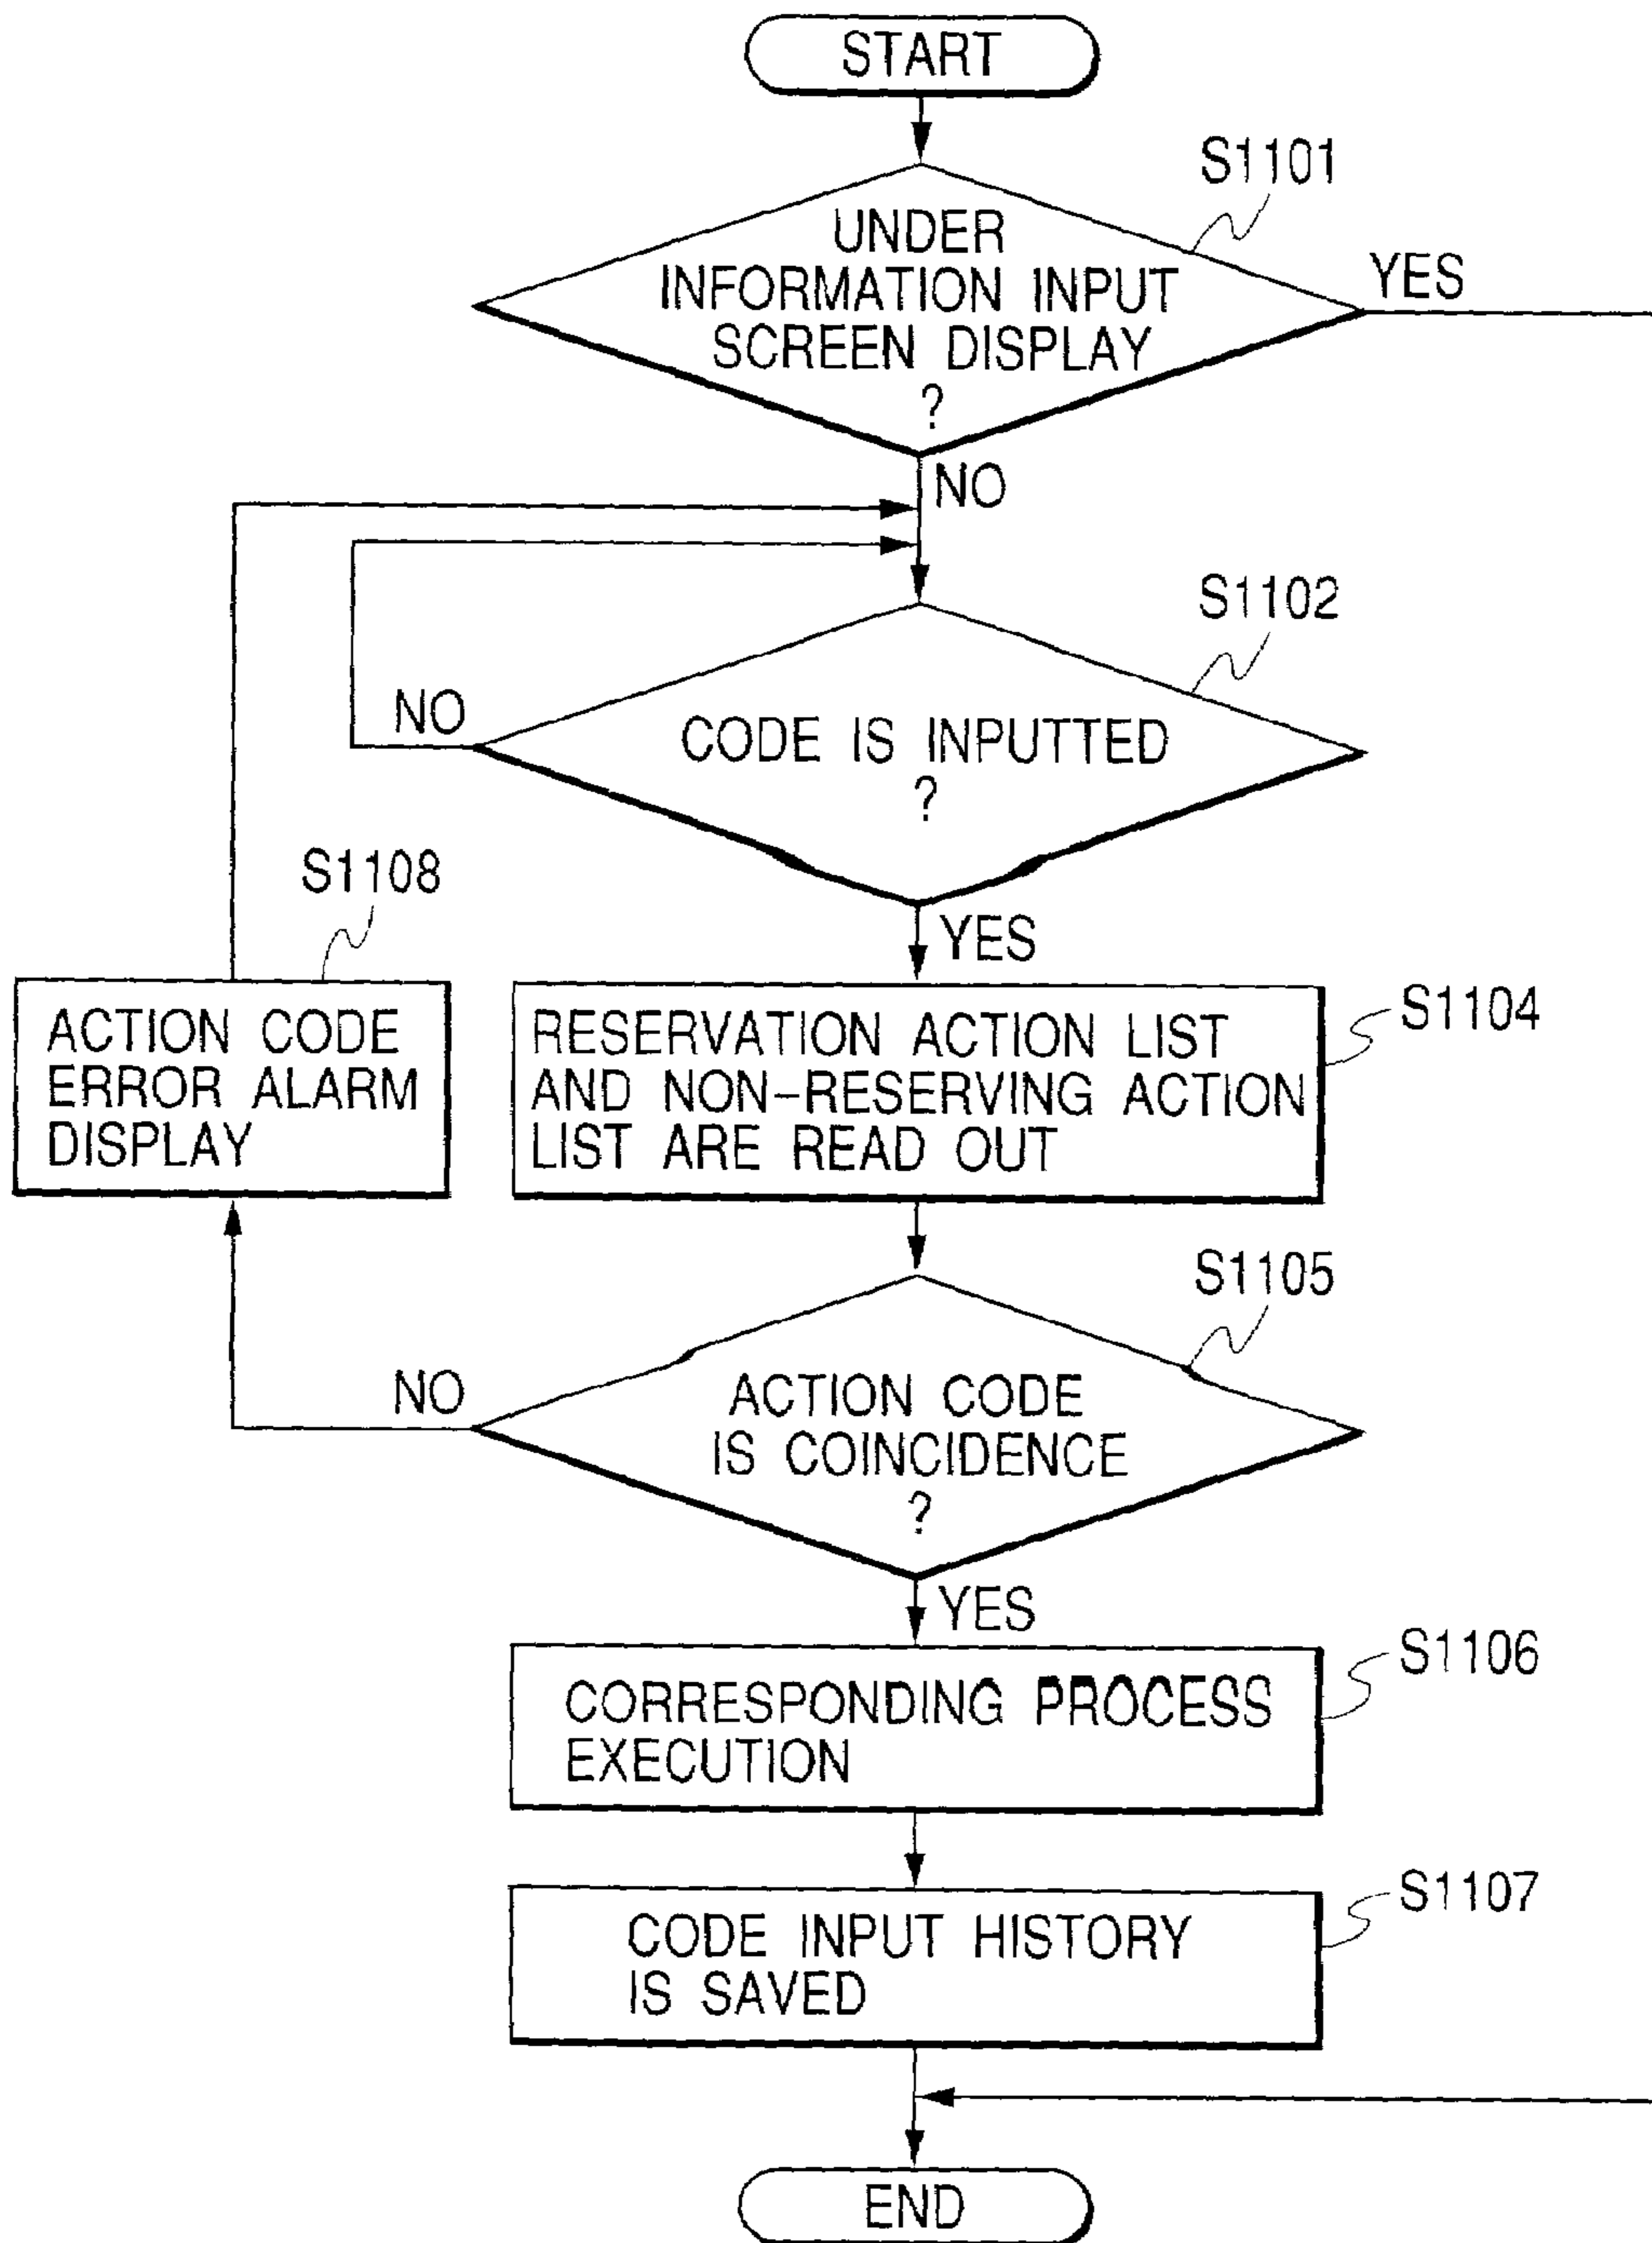 START
S1101
UNDER
INFORMATION INPUT
SCREEN DISPLAY
?
YES
NO
S1102
NO
CODE IS INPUTTED
?
YES
S1108
ACTION CODE
ERROR ALARM
DISPLAY
S1104
RESERVATION ACTION LIST
AND NON-RESERVING ACTION
LIST ARE READ OUT
S1105
NO
ACTION CODE
IS COINCIDENCE
?
YES
S1106
CORRESPONDING PROCESS
EXECUTION
S1107
CODE INPUT HISTORY
IS SAVED
END